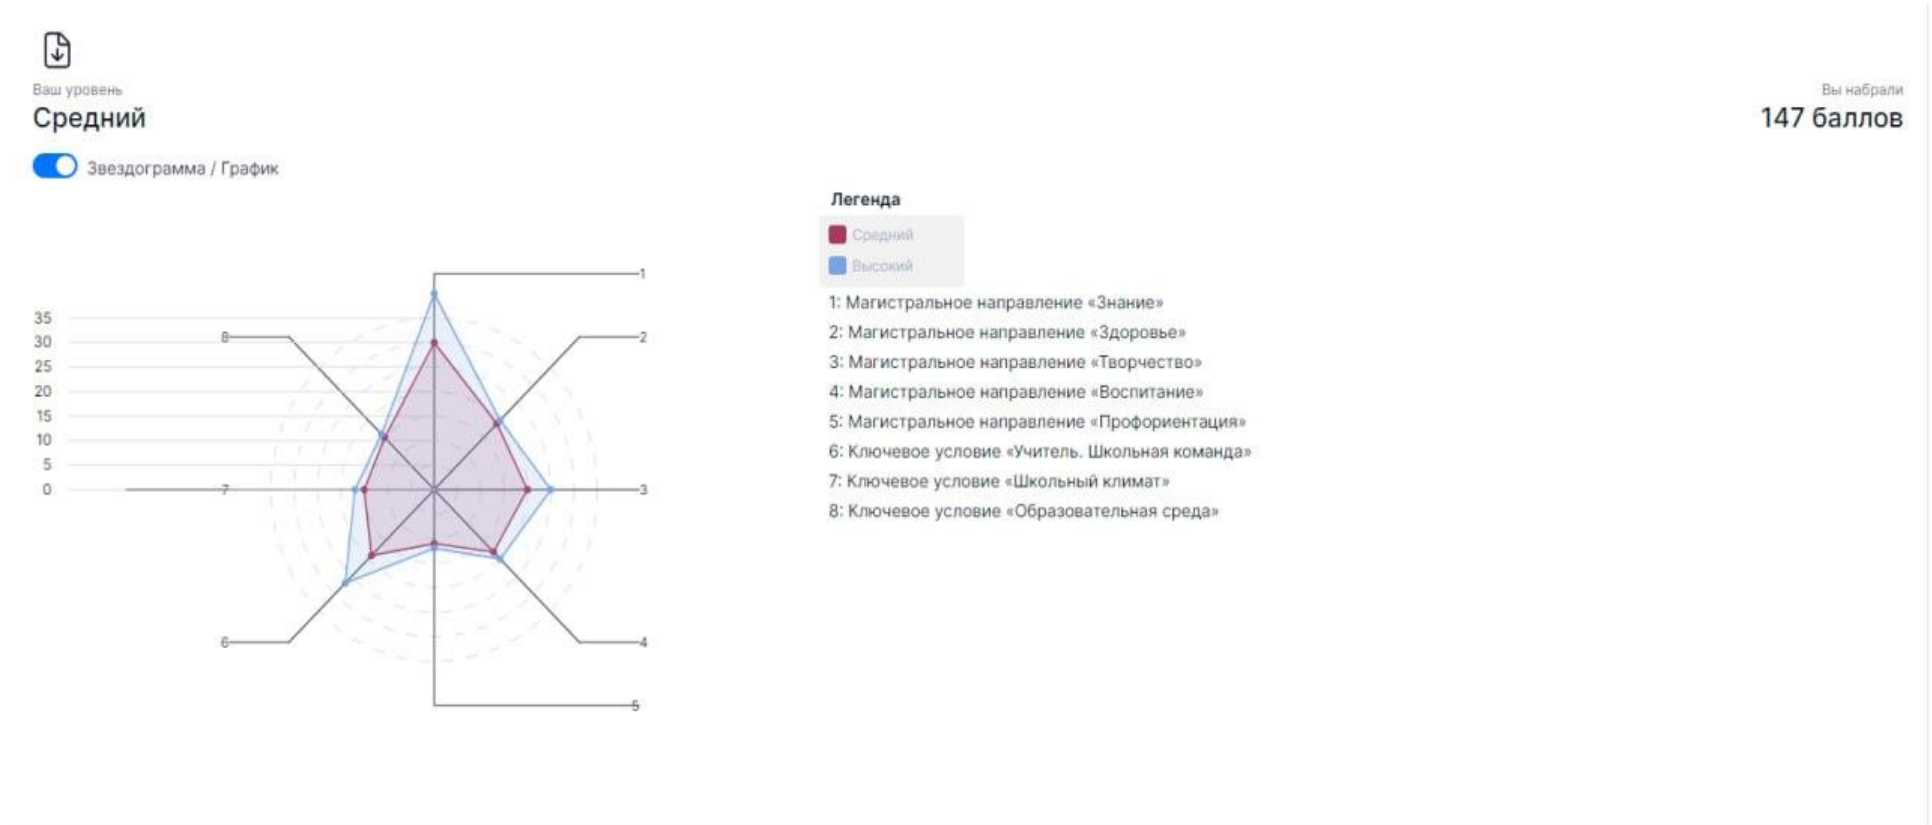 Ваш уровень
Средний
Вы набрали
147 баллов
Звездограмма / График
Легенда
Средний
Высокий
1: Магистральное направление «Знание»
2: Магистральное направление «Здоровье»
3: Магистральное направление «Творчество»
4: Магистральное направление «Воспитание»
5: Магистральное направление «Профориентация»
6: Ключевое условие «Учитель. Школьная команда»
7: Ключевое условие «Школьный климат»
8: Ключевое условие «Образовательная среда»
1
35
30
8
2
25
20
15
10
5
0
7
3
6
4
5